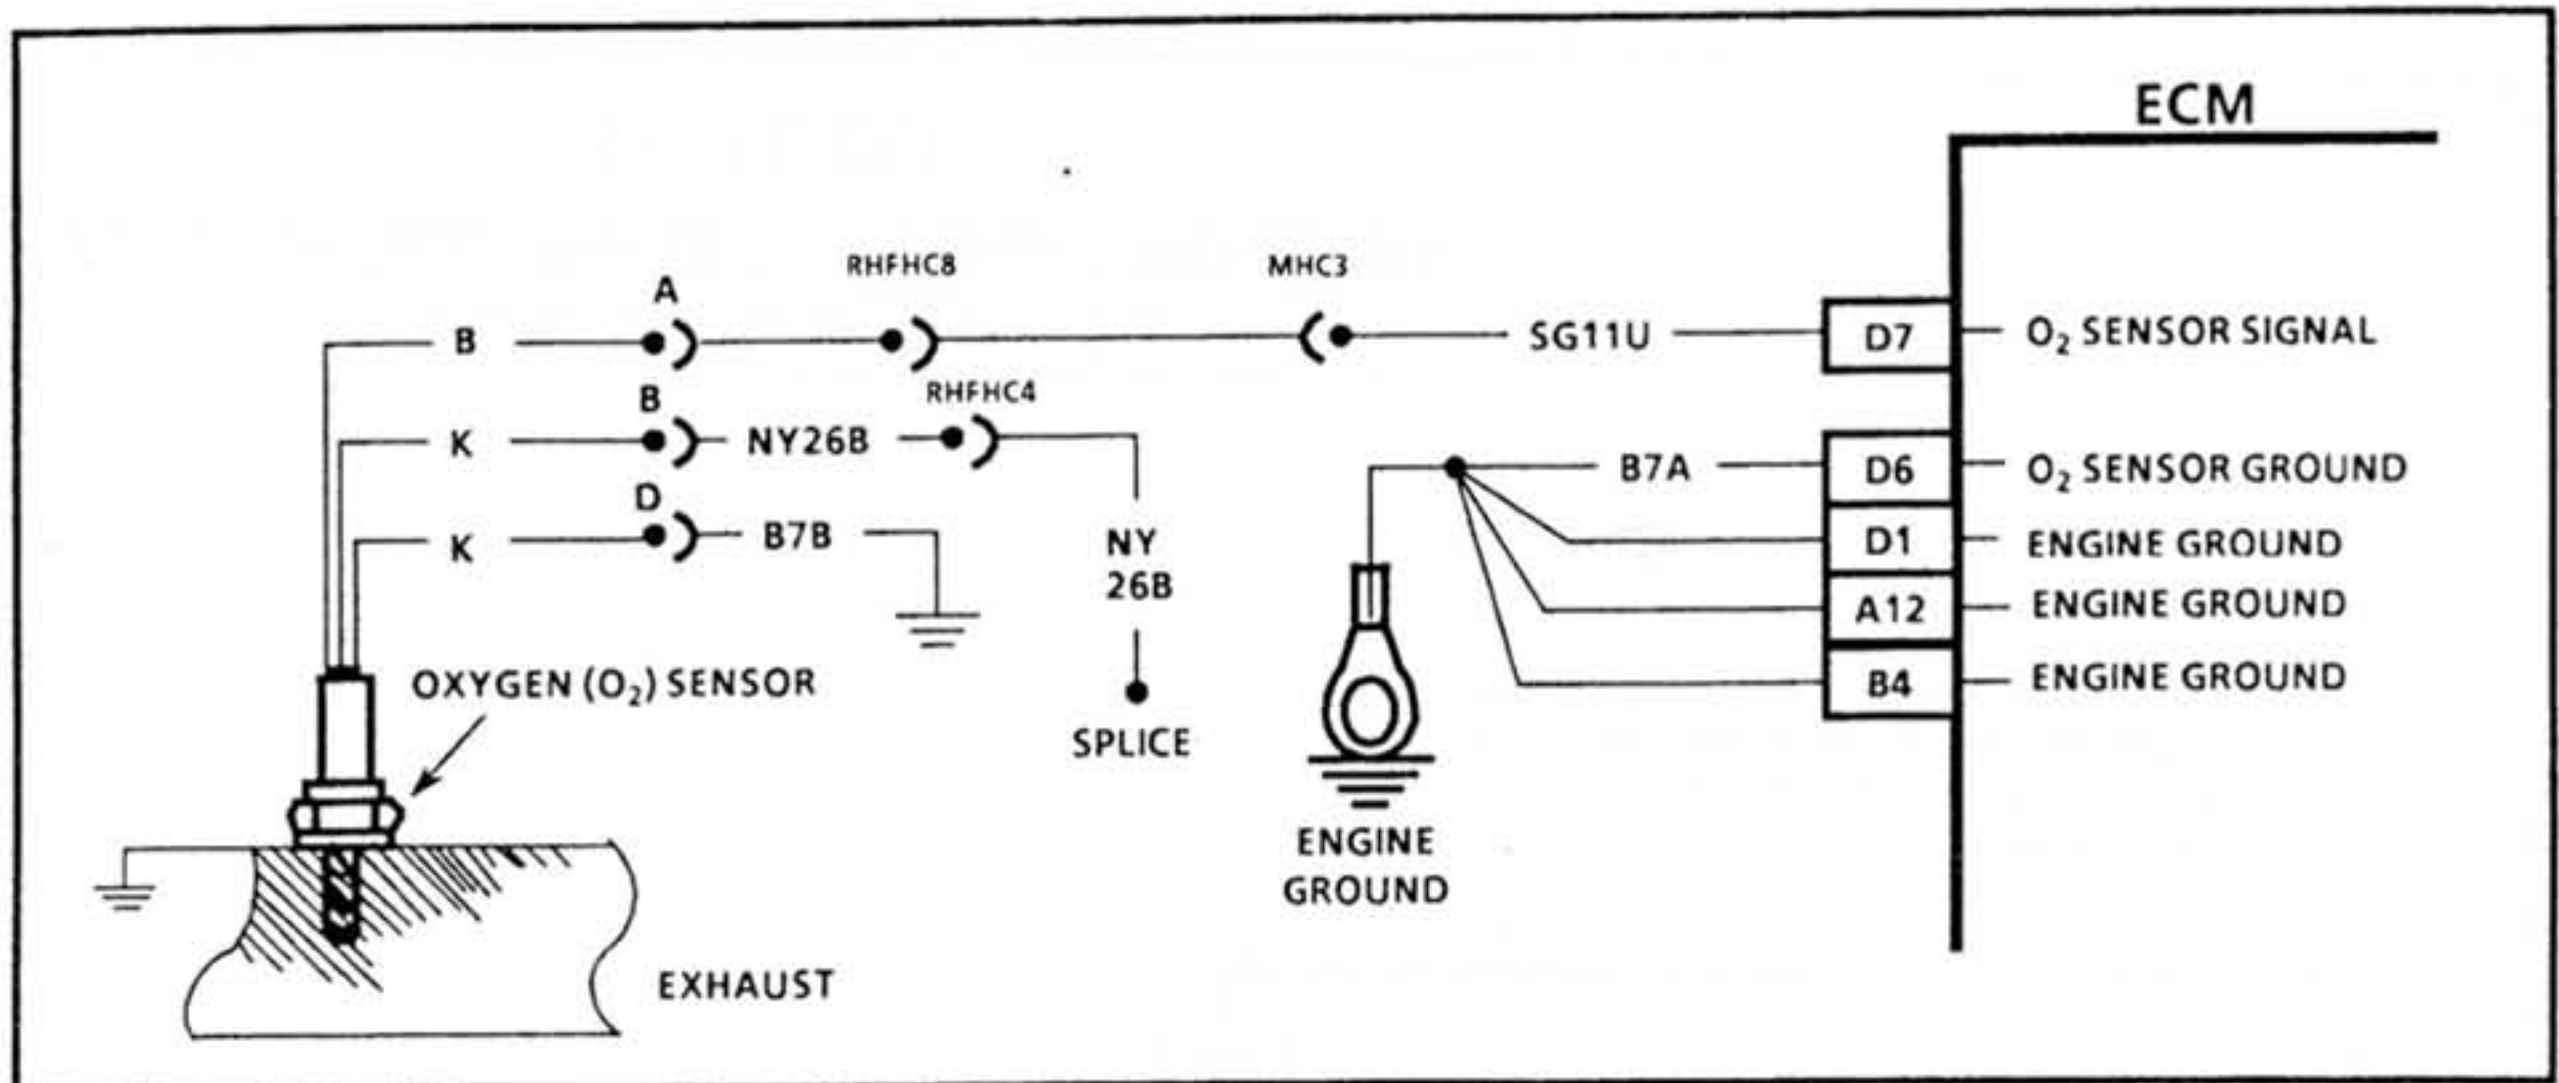 ECM
RHFHC8
MHC3
A
B
SG11U
D7
O₂ SENSOR SIGNAL
B
RHFHC4
K
NY26B
B7A
D6
O₂ SENSOR GROUND
D
K
B7B
NY
26B
D1
ENGINE GROUND
A12
ENGINE GROUND
B4
ENGINE GROUND
OXYGEN (O₂) SENSOR
SPLICE
ENGINE
GROUND
EXHAUST